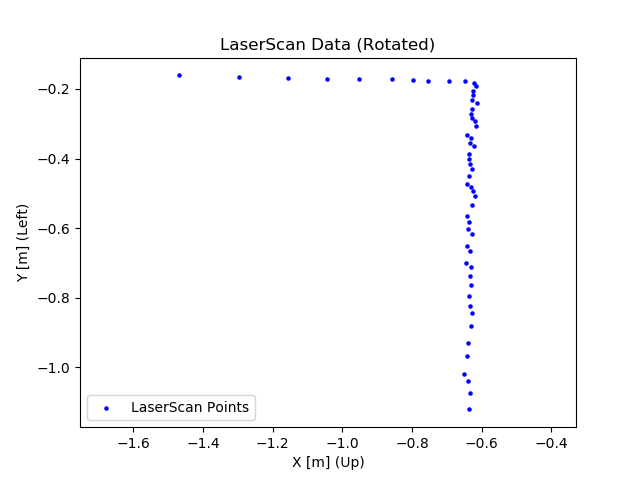 LaserScan Data (Rotated)
Y [m] (Left)
−0.2
−0.4
−0.6
−0.8
−1.0
LaserScan Points
−1.6 −1.4 −1.2 −1.0 −0.8 −0.6 −0.4
X [m] (Up)